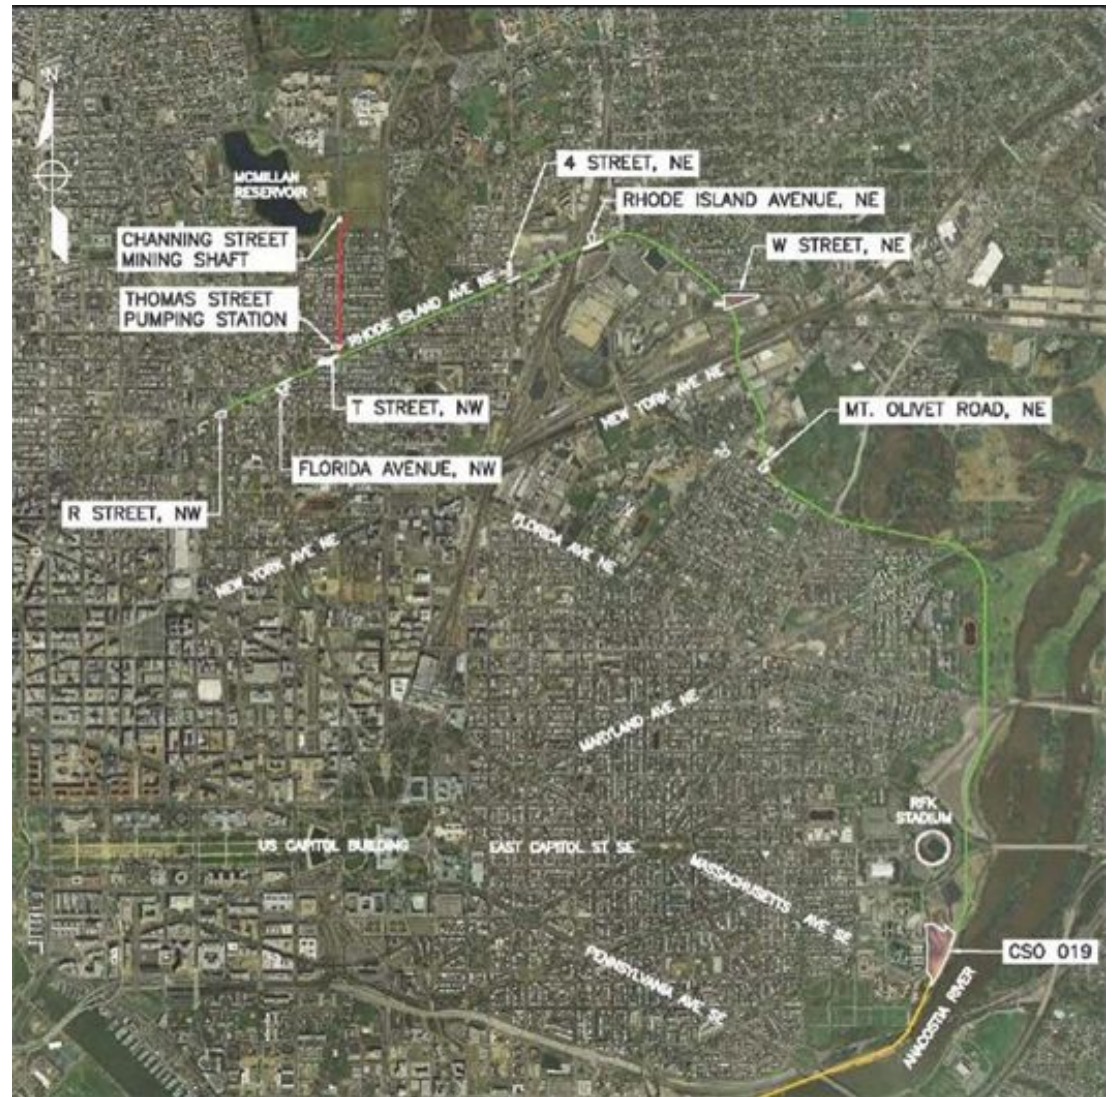 N
4 STREET, NE
MCMILLAN
RESERVOIR
RHODE ISLAND AVENUE, NE
CHANNING STREET
MINING SHAFT
W STREET, NE
THOMAS STREET
PUMPING STATION
RHODE ISLAND AVE NE
NEW YORK AVE NE
T STREET, NW
MT. OLIVET ROAD, NE
FLORIDA AVENUE, NW
R STREET, NW
FLORIDA AVE NE
NEW YORK AVE NE
MARYLAND AVE NE
RFK
STADIUM
US CAPITOL BUILDING
EAST CAPITOL ST SE
MASSACHUSETTS AVE SE
CSO 019
PENNSYLVANIA AVE SE
ANACOSTIA RIVER